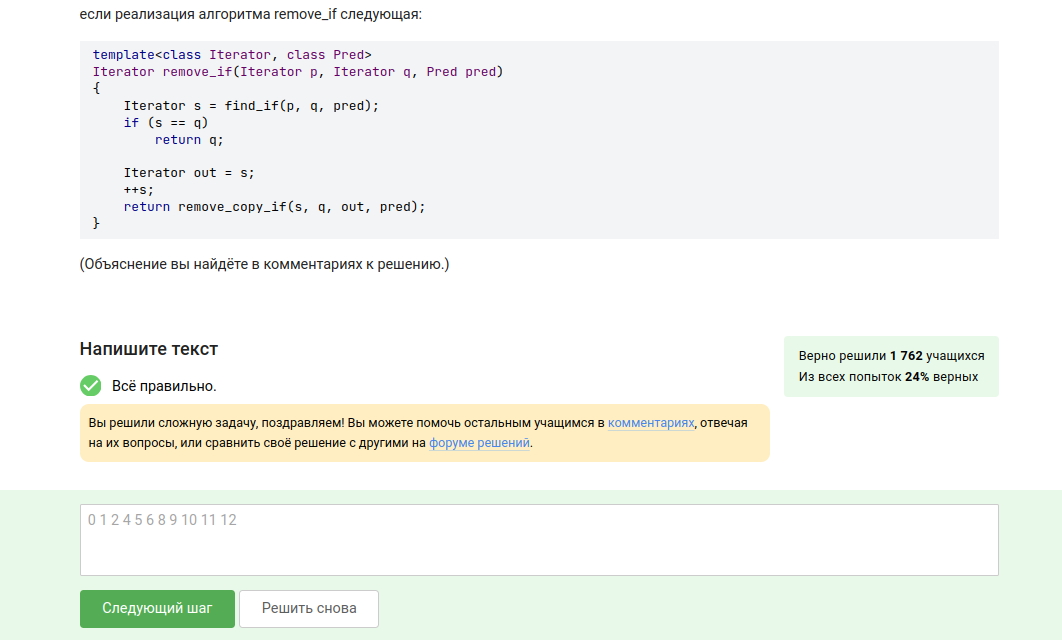 если реализация алгоритма remove_if следующая:
template<class Iterator, class Pred>
Iterator remove_if(Iterator p, Iterator q, Pred pred)
{
    Iterator s = find_if(p, q, pred);
    if (s == q)
        return q;
    Iterator out = s;
    ++s;
    return remove_copy_if(s, q, out, pred);
}
(Объяснение вы найдёте в комментариях к решению.)
Напишите текст
Верно решили 1 762 учащихся
Из всех попыток 24% верных
Всё правильно.
Вы решили сложную задачу, поздравляем! Вы можете помочь остальным учащимся в комментариях, отвечая
на их вопросы, или сравнить своё решение с другими на форуме решений.
0 1 2 4 5 6 8 9 10 11 12
Следующий шаг
Решить снова